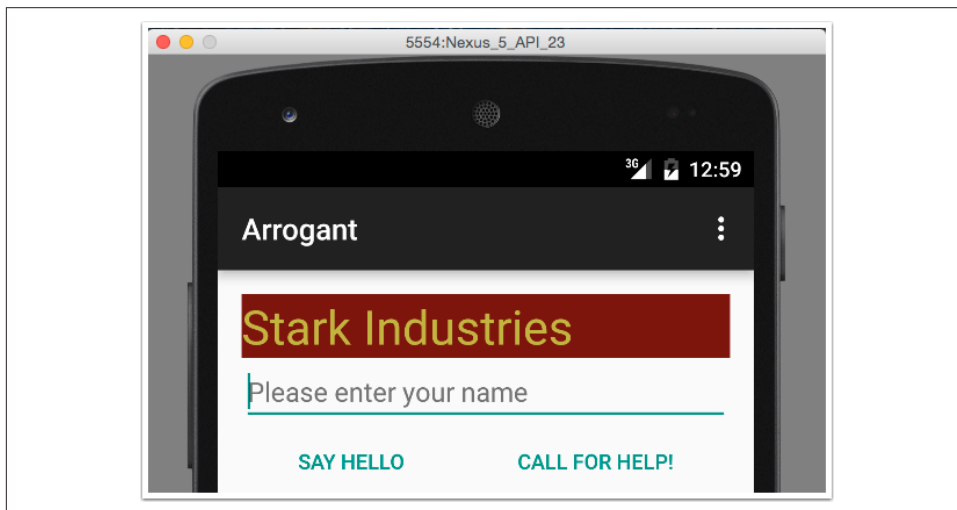 5554:Nexus_5_API_23
3G 12:59
Arrogant
Stark Industries
Please enter your name
SAY HELLO CALL FOR HELP!